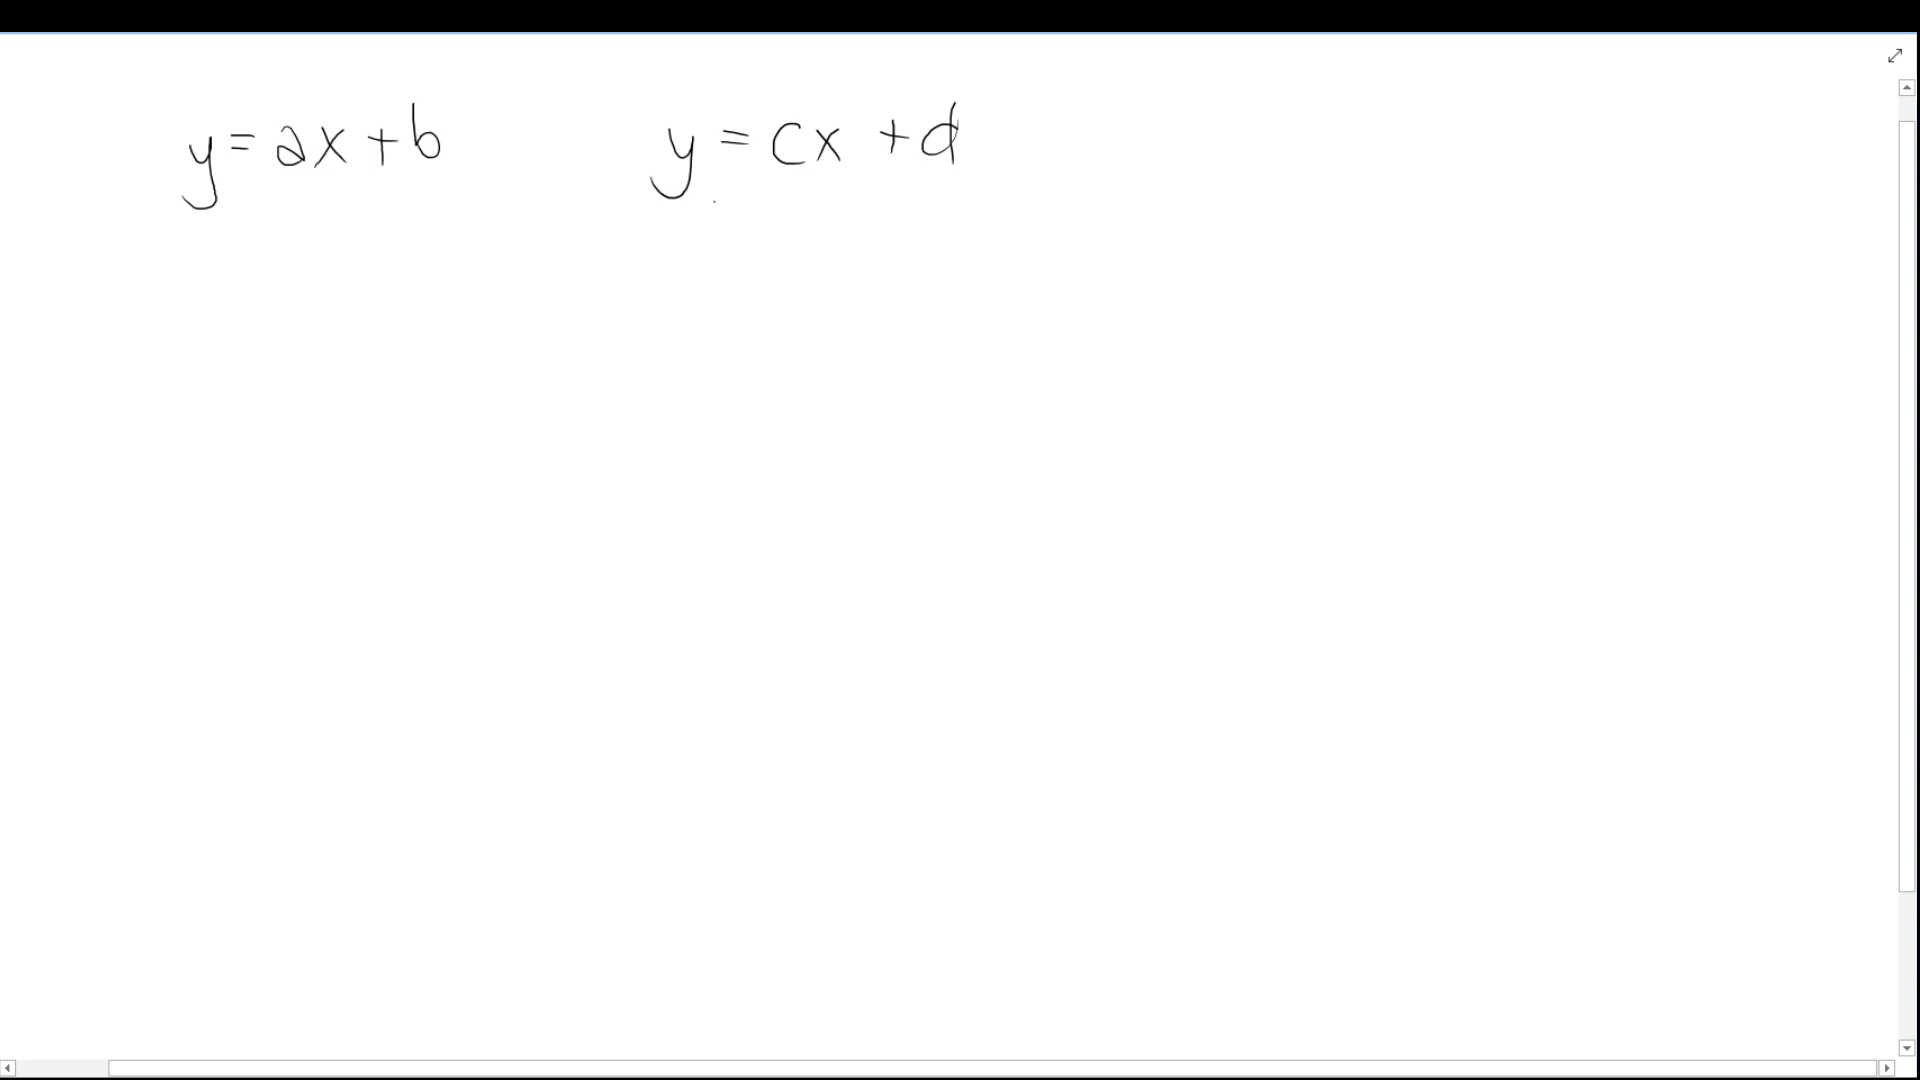 y = ax + b y = cx + d